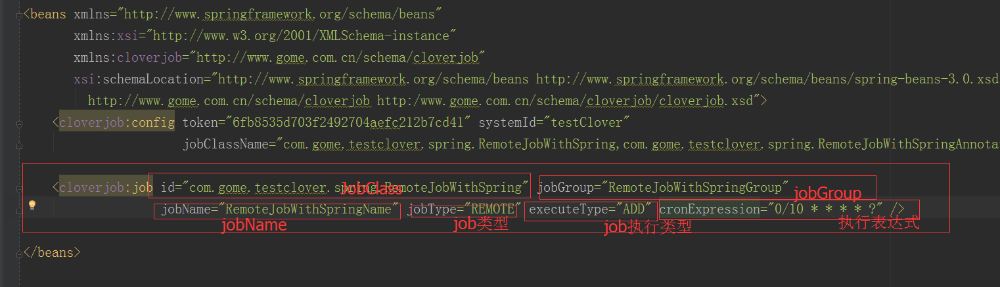 <beans xmlns="http://www.springframework.org/schema/beans"
xmlns:xsi="http://www.w3.org/2001/XMLSchema-instance"
xmlns:cloverjob="http://www.gome.com.cn/schema/cloverjob"
xsi:schemaLocation="http://www.springframework.org/schema/beans http://www.springframework.org/schema/beans/spring-beans-3.0.xsd
http://www.gome.com.cn/schema/cloverjob http:/www.gome.com.cn/schema/cloverjob/cloverjob.xsd">
<cloverjob:config token="6fb8535d703f2492704aefc212b7cd41" systemId="testClover"
jobClassName="com.gome.testclover.spring.RemoteJobWithSpring,com.gome.testclover.spring.RemoteJobWithSpringAnnota
<cloverjob:job id="com.gome.testclover.spring.RemoteJobWithSpring" jobGroup="RemoteJobWithSpringGroup"
JobClass
jobGroup
jobName="RemoteJobWithSpringName" jobType="REMOTE" executeType="ADD" cronExpression="0/10 * * * * ?" />
jobName
job类型
job执行类型
执行表达式
</beans>